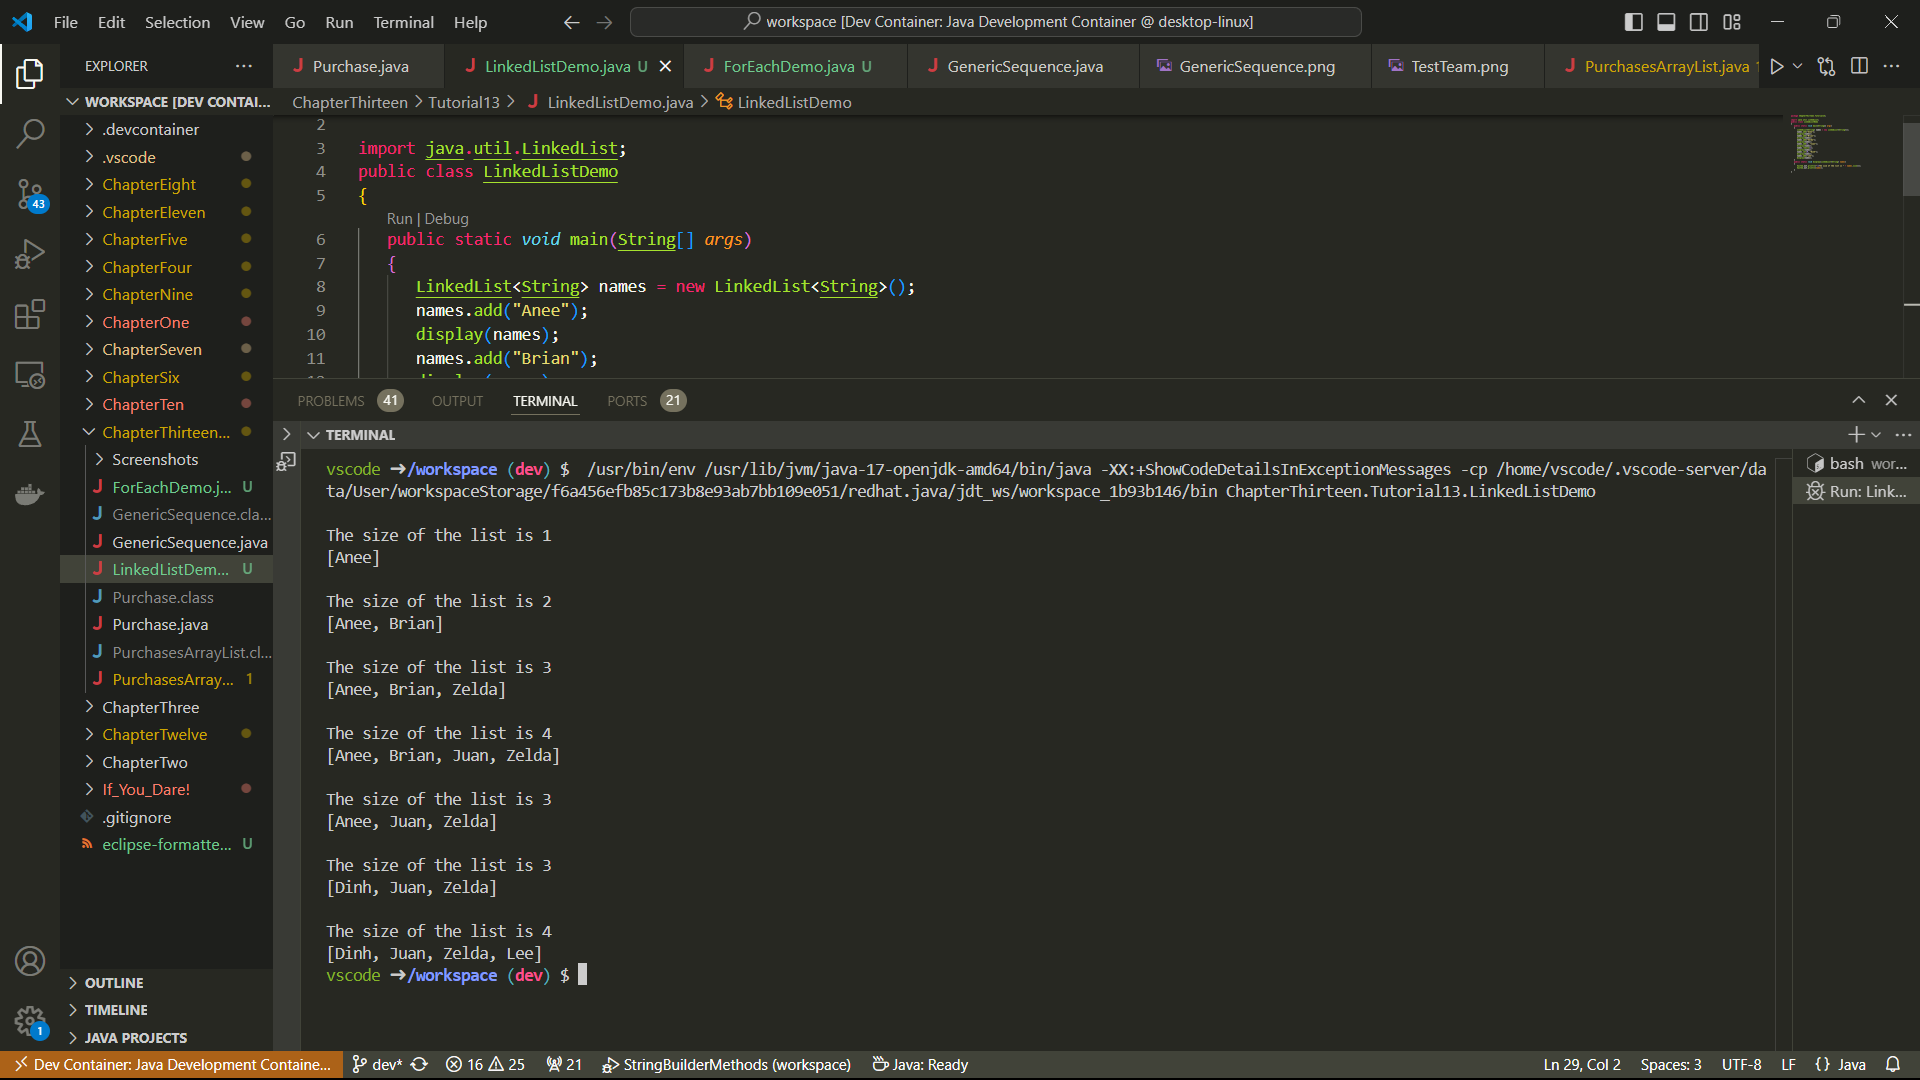 File Edit Selection View Go Run Terminal Help
workspace [Dev Container: Java Development Container @ desktop-linux]
EXPLORER
Purchase.java LinkedListDemo.java U ForEachDemo.java U GenericSequence.java GenericSequence.png TestTeam.png PurchasesArrayList.java 1
WORKSPACE [DEV CONTAI...
.devcontainer
.vscode
ChapterEight
ChapterEleven
ChapterFive
ChapterFour
ChapterNine
ChapterOne
ChapterSeven
ChapterSix
ChapterTen
ChapterThirteen...
Screenshots
ForEachDemo.j... U
GenericSequence.cla...
GenericSequence.java
LinkedListDem... U
Purchase.class
Purchase.java
PurchasesArrayList.cl...
PurchasesArray... 1
ChapterThree
ChapterTwelve
ChapterTwo
If_You_Dare!
.gitignore
eclipse-formatte... U
OUTLINE
TIMELINE
JAVA PROJECTS
43
1
ChapterThirteen > Tutorial13 > LinkedListDemo.java > LinkedListDemo
2
3 import java.util.LinkedList;
4 public class LinkedListDemo
5 {
Run | Debug
6 public static void main(String[] args)
7 {
8 LinkedList<String> names = new LinkedList<String>();
9 names.add("Anee");
10 display(names);
11 names.add("Brian");
PROBLEMS 41 OUTPUT TERMINAL PORTS 21
TERMINAL
vscode ➜/workspace (dev) $ /usr/bin/env /usr/lib/jvm/java-17-openjdk-amd64/bin/java -XX:+ShowCodeDetailsInExceptionMessages -cp /home/vscode/.vscode-server/da
ta/User/workspaceStorage/f6a456efb85c173b8e93ab7bb109e051/redhat.java/jdt_ws/workspace_1b93b146/bin ChapterThirteen.Tutorial13.LinkedListDemo
The size of the list is 1
[Anee]
The size of the list is 2
[Anee, Brian]
The size of the list is 3
[Anee, Brian, Zelda]
The size of the list is 4
[Anee, Brian, Juan, Zelda]
The size of the list is 3
[Anee, Juan, Zelda]
The size of the list is 3
[Dinh, Juan, Zelda]
The size of the list is 4
[Dinh, Juan, Zelda, Lee]
vscode ➜/workspace (dev) $
bash wor...
Run: Link...
Dev Container: Java Development Containe... dev* 16 25 21 StringBuilderMethods (workspace) Java: Ready Ln 29, Col 2 Spaces: 3 UTF-8 LF {} Java